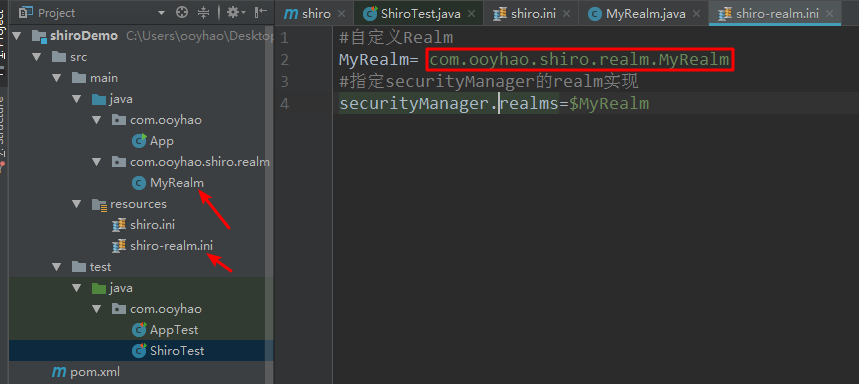 Project
shiroDemo C:\Users\ooyhao\Desktop
src
main
java
com.ooyhao
App
com.ooyhao.shiro.realm
MyRealm
resources
shiro.ini
shiro-realm.ini
test
java
com.ooyhao
AppTest
ShiroTest
pom.xml
shiro ShiroTest.java shiro.ini MyRealm.java shiro-realm.ini
1 #自定义Realm
2 MyRealm= com.ooyhao.shiro.realm.MyRealm
3 #指定securityManager的realm实现
4 securityManager.realms=$MyRealm